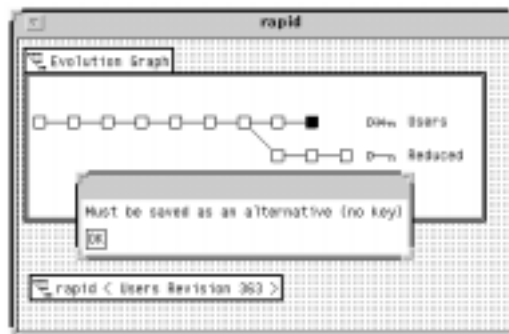 rapid
Evolution Graph
Users
Reduced
Must be saved as an alternative (no key)
OK
rapid < Users Revision 363 >